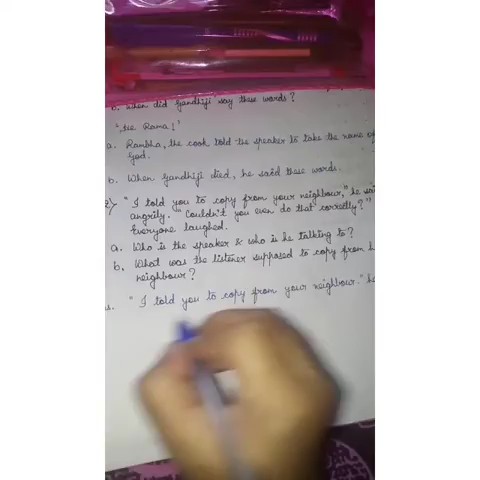 b. When did Gandhiji say these words?
"Hee Rama!"
a. Rambha, the cook told the speaker to take the name of
God.
b. When Gandhiji died, he said these words.
"I told you to copy from your neighbour," he
angrily. "Couldn't you even do that correctly?"
Everyone laughed.
a. Who is the speaker & who is he talking to?
b. What was the listener supposed to copy from
neighbour?
"I told you to copy from your neighbour." he